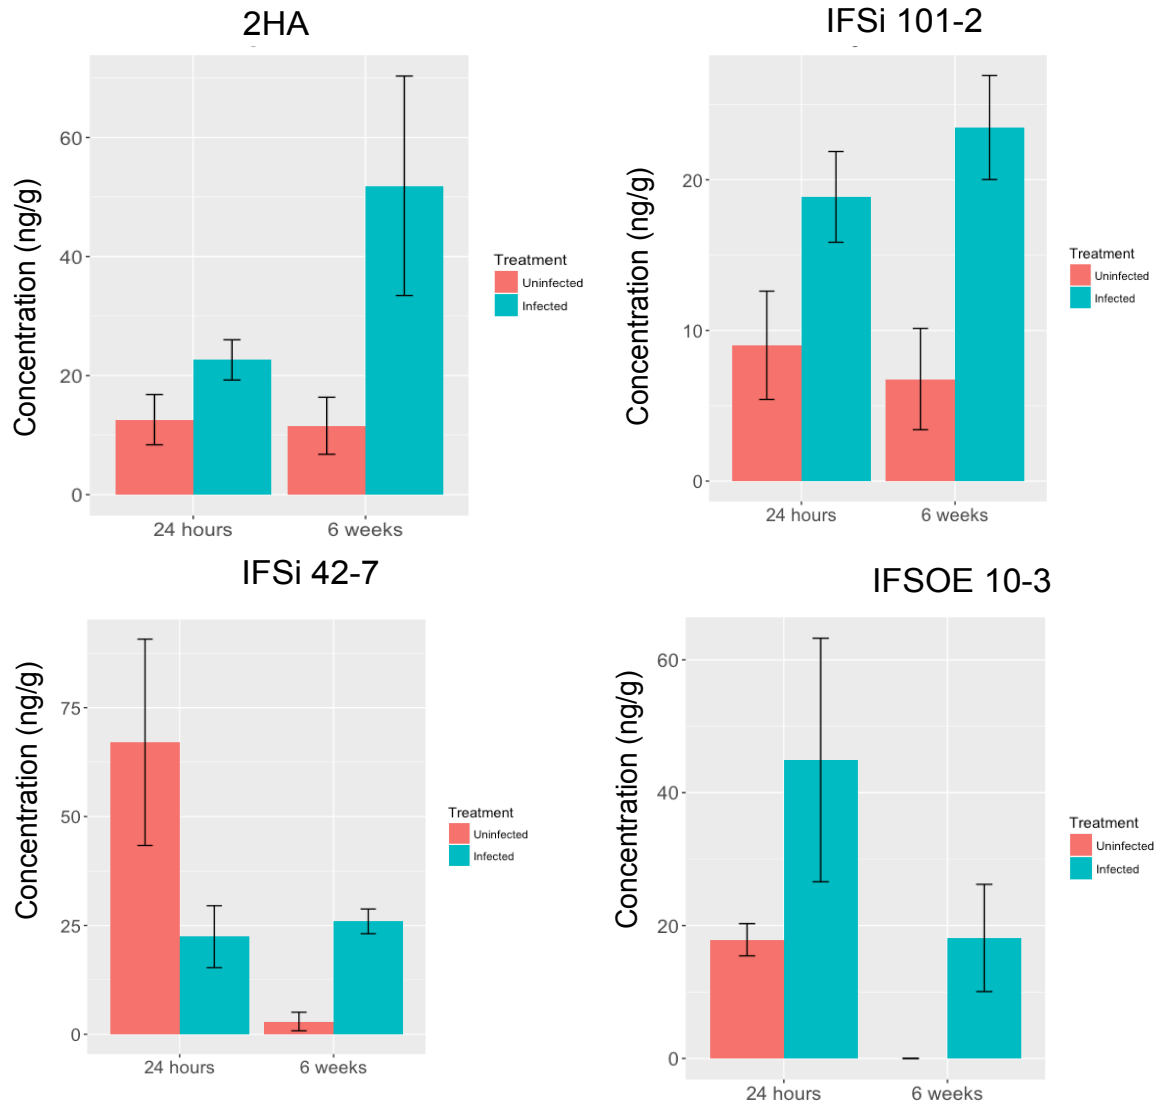 2HA
Concentration (ng/g)
60
40
20
0
24 hours
6 weeks
Treatment
Uninfected
Infected
IFSi 101-2
Concentration (ng/g)
20
10
0
24 hours
6 weeks
Treatment
Uninfected
Infected
IFSi 42-7
Concentration (ng/g)
75
50
25
0
24 hours
6 weeks
Treatment
Uninfected
Infected
IFSOE 10-3
Concentration (ng/g)
60
40
20
0
24 hours
6 weeks
Treatment
Uninfected
Infected